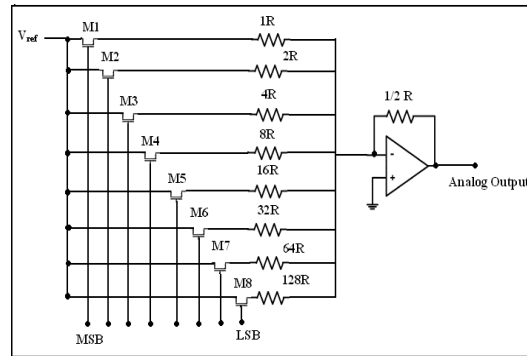 V_ref
M1
1R
M2
2R
M3
4R
1/2 R
M4
8R
-
+
Analog Output
M5
16R
M6
32R
M7
64R
M8
128R
MSB
LSB